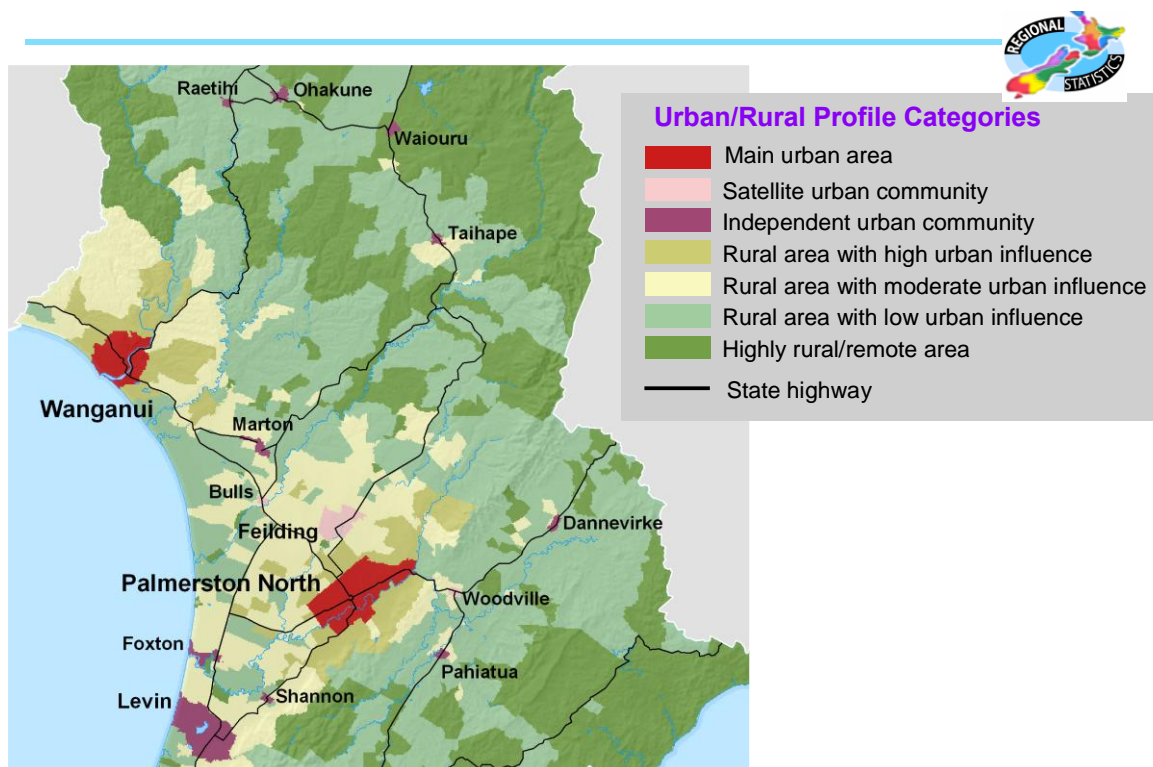 REGIONAL
STATISTICS
Urban/Rural Profile Categories
Main urban area
Satellite urban community
Independent urban community
Rural area with high urban influence
Rural area with moderate urban influence
Rural area with low urban influence
Highly rural/remote area
State highway
Raetihi
Ohakune
Waiouru
Taihape
Wanganui
Marton
Bulls
Feilding
Dannevirke
Palmerston North
Woodville
Foxton
Pahiatua
Levin
Shannon